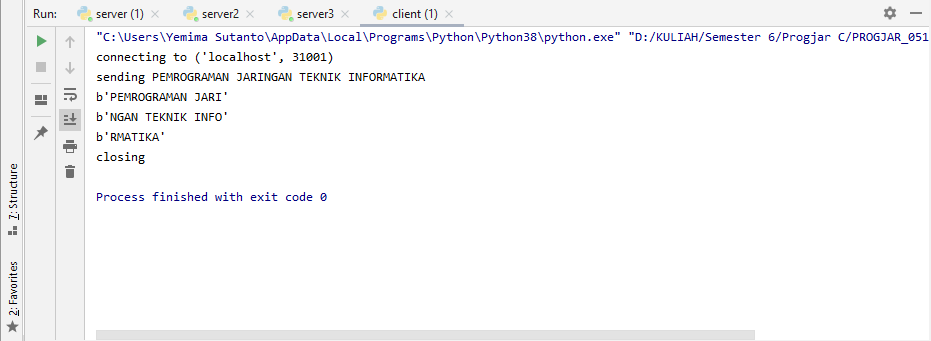 Run: server (1) server2 server3 client (1)
"C:\Users\Yemima Sutanto\AppData\Local\Programs\Python\Python38\python.exe" "D:/KULIAH/Semester 6/Progjar C/PROGJAR_051
connecting to ('localhost', 31001)
sending PEMROGRAMAN JARINGAN TEKNIK INFORMATIKA
b'PEMROGRAMAN JARI'
b'NGAN TEKNIK INFO'
b'RMATIKA'
closing
Process finished with exit code 0
7: Structure
2: Favorites